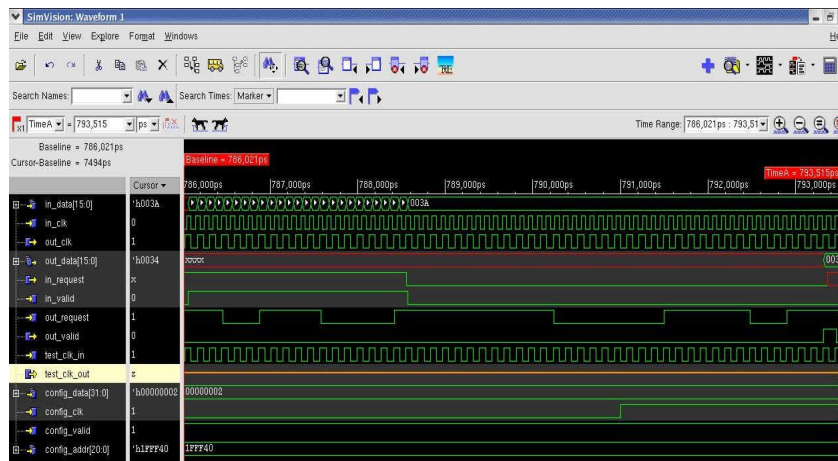 SimVision: Waveform 1
File Edit View Explore Format Windows He
Search Names: Search Times: Marker
x1 TimeA = 793,515 ps Time Range: 786,021ps : 793,51
Baseline = 786,021ps
Cursor-Baseline = 7494ps
Baseline = 786,021ps
TimeA = 793,515ps
Cursor 786,000ps 787,000ps 788,000ps 789,000ps 790,000ps 791,000ps 792,000ps 793,000ps
in_data[15:0] 'h003A 003A
in_clk 0
out_clk 1
out_data[15:0] 'h0034 xxxx 003
in_request x
in_valid 0
out_request 1
out_valid 0
test_clk_in 1
test_clk_out z
config_data[31:0] 'h00000002 00000002
config_clk 1
config_valid 1
config_addr[20:0] 'h1FFF40 1FFF40